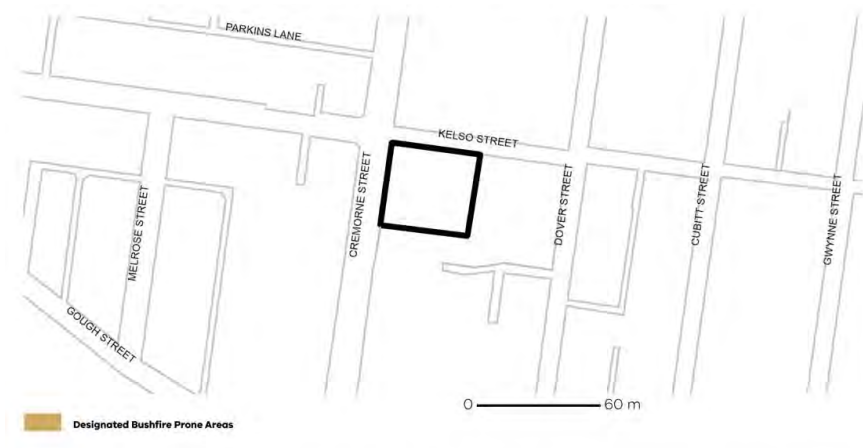 PARKINS LANE
KELSO STREET
CREMORNE STREET
MELROSE STREET
DOVER STREET
CUBITT STREET
GWYNNE STREET
GOUGH STREET
0 60 m
Designated Bushfire Prone Areas